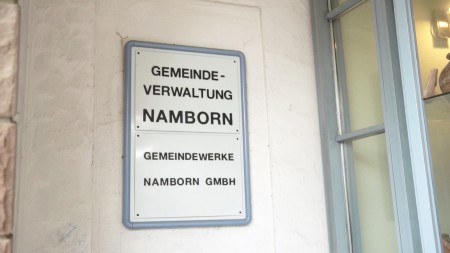 GEMEINDE-
VERWALTUNG
NAMBORN
GEMEINDEWERKE
NAMBORN GMBH